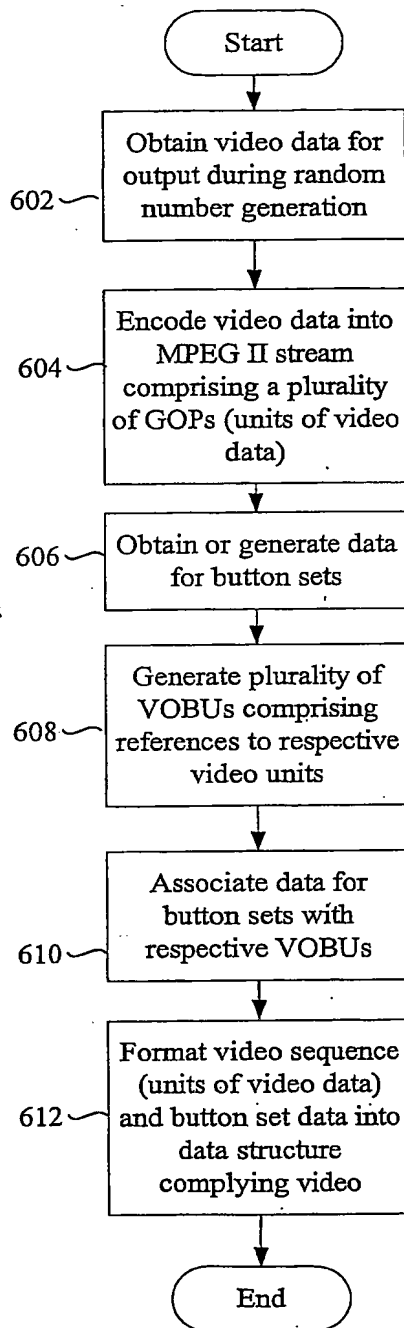 Start
Obtain video data for
output during random
number generation
602
Encode video data into
MPEG II stream
comprising a plurality
of GOPs (units of video
data)
604
Obtain or generate data
for button sets
606
Generate plurality of
VOBUs comprising
references to respective
video units
608
Associate data for
button sets with
respective VOBUs
610
Format video sequence
(units of video data)
and button set data into
data structure
complying video
612
End